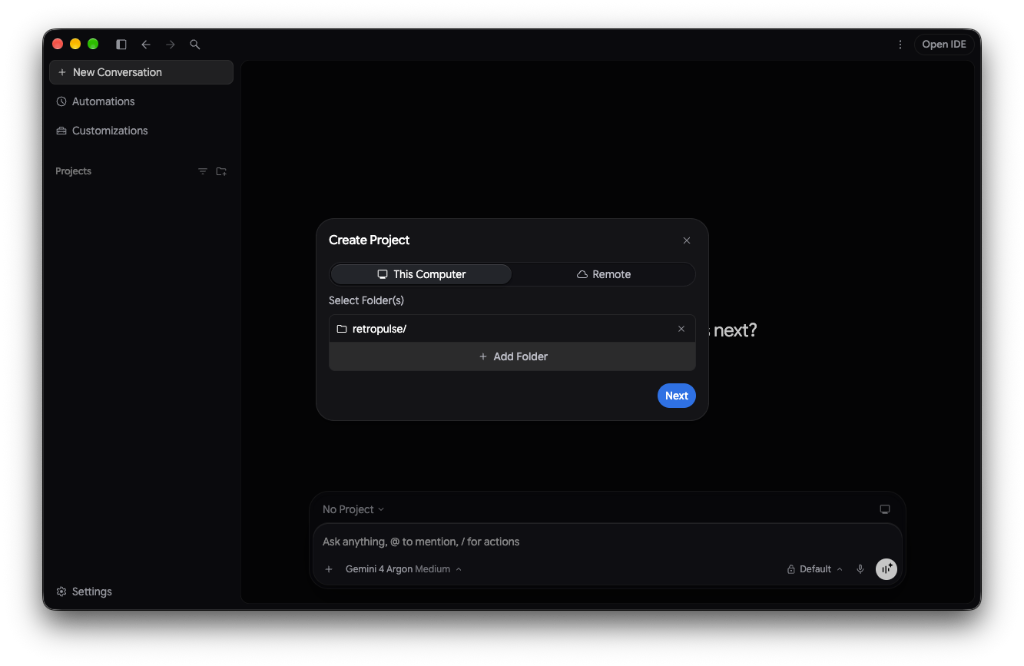 Open IDE
New Conversation
Automations
Customizations
Projects
Create Project
This Computer
Remote
Select Folder(s)
retropulse/
Add Folder
next?
Next
No Project
Ask anything, @ to mention, / for actions
Gemini 4 Argon Medium
Default
Settings